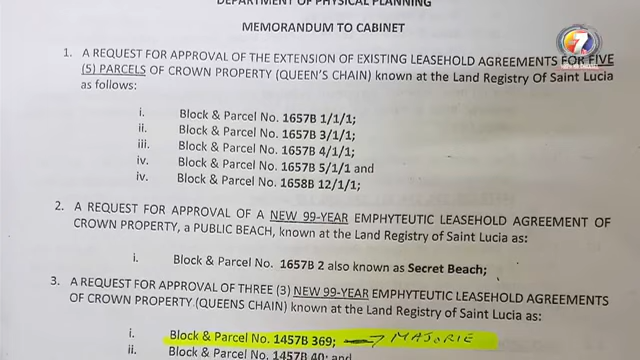 DEPARTMENT OF PHYSICAL PLANNING
MEMORANDUM TO CABINET
1. A REQUEST FOR APPROVAL OF THE EXTENSION OF EXISTING LEASEHOLD AGREEMENTS FOR FIVE
(5) PARCELS OF CROWN PROPERTY (QUEEN'S CHAIN) known at the Land Registry Of Saint Lucia
as follows:
i. Block & Parcel No. 1657B 1/1/1;
ii. Block & Parcel No. 1657B 3/1/1;
iii. Block & Parcel No. 1657B 4/1/1;
iv. Block & Parcel No. 1657B 5/1/1 and
iv. Block & Parcel No. 1658B 12/1/1;
2. A REQUEST FOR APPROVAL OF A NEW 99-YEAR EMPHYTEUTIC LEASEHOLD AGREEMENT OF
CROWN PROPERTY, a PUBLIC BEACH, known at the Land Registry of Saint Lucia as:
i. Block & Parcel No. 1657B 2 also known as Secret Beach;
3. A REQUEST FOR APPROVAL OF THREE (3) NEW 99-YEAR EMPHYTEUTIC LEASEHOLD AGREEMENTS
OF CROWN PROPERTY (QUEENS CHAIN) known at the Land Registry of Saint Lucia as:
i. Block & Parcel No. 1457B 369; → MAJORIE
ii. Block & Parcel No. 1457B 40; and
7